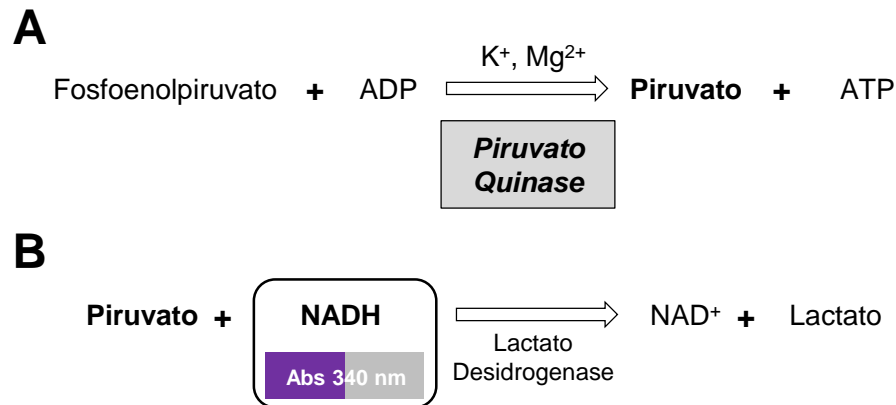 A
K⁺, Mg²⁺
Fosfoenolpiruvato + ADP Piruvato + ATP
Piruvato
Quinase
B
Piruvato + NADH NAD⁺ + Lactato
Lactato
Desidrogenase
Abs 340 nm